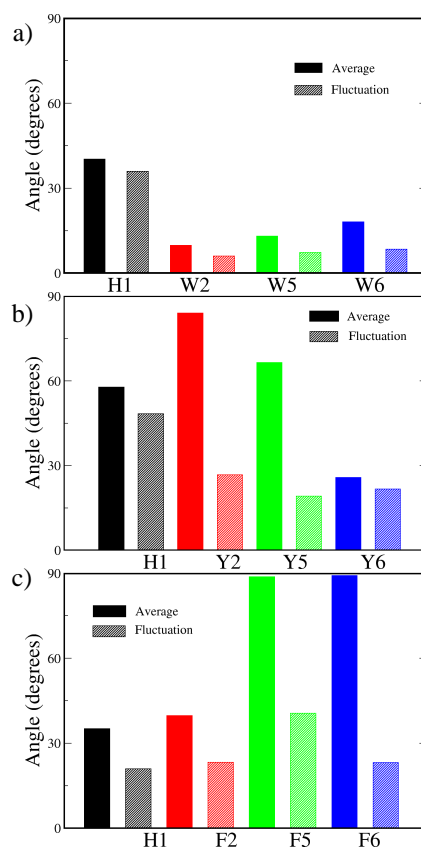 a)
90
60
30
0
Angle (degrees)
Average
Fluctuation
H1 W2 W5 W6
b)
90
60
30
0
Angle (degrees)
Average
Fluctuation
H1 Y2 Y5 Y6
c)
90
60
30
0
Angle (degrees)
Average
Fluctuation
H1 F2 F5 F6